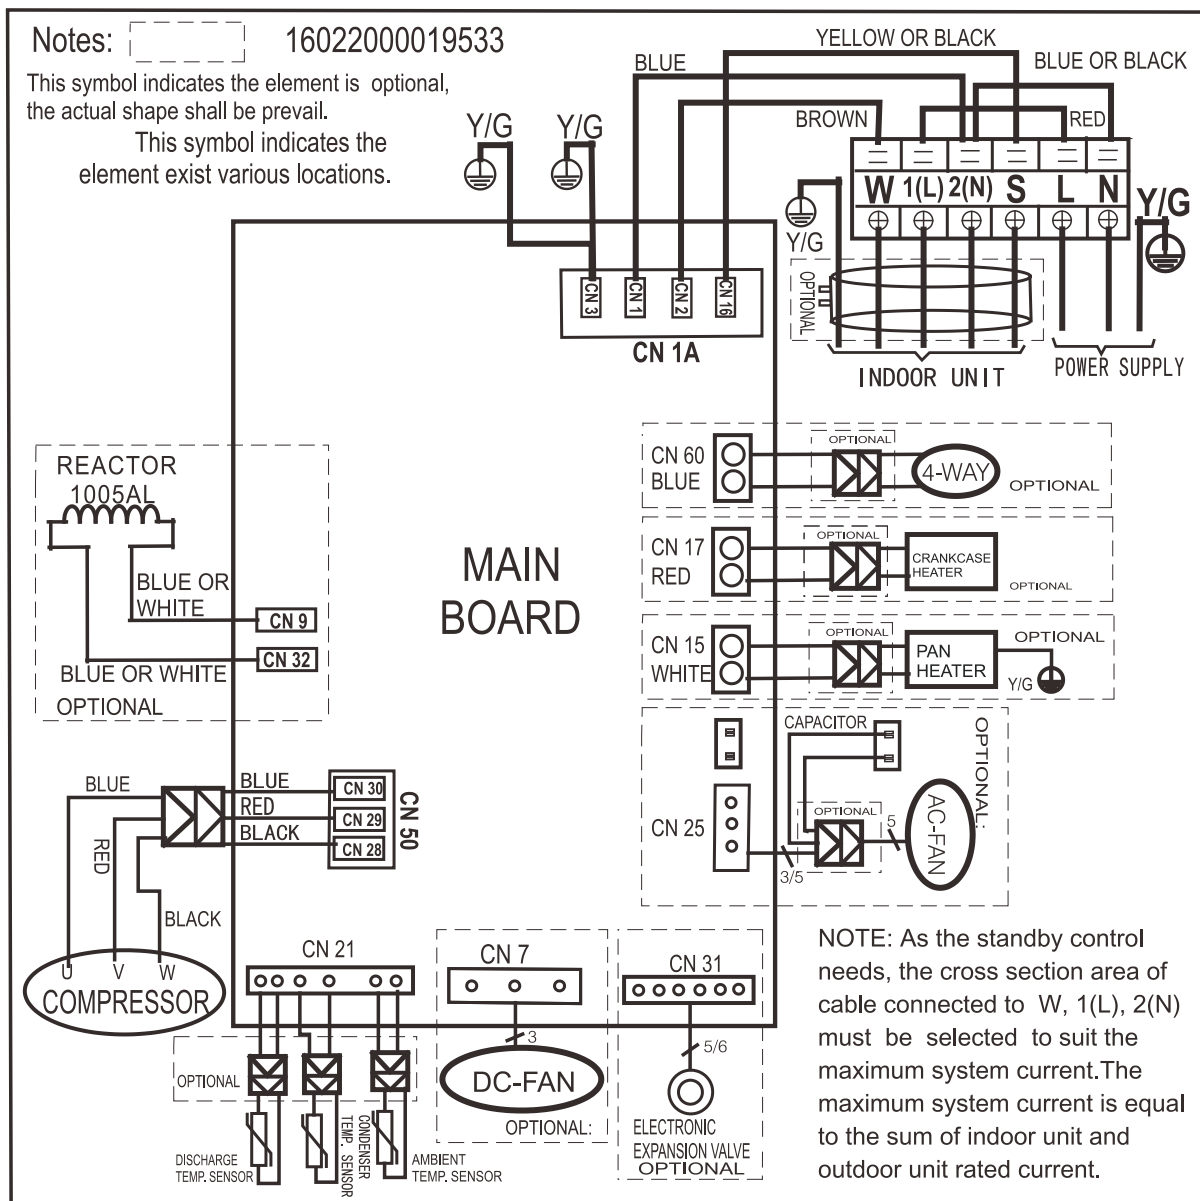 Notes: 16022000019533
This symbol indicates the element is optional,
the actual shape shall be prevail.
This symbol indicates the
element exist various locations.
Y/G
Y/G
BLUE
YELLOW OR BLACK
BLUE OR BLACK
BROWN
RED
W 1(L) 2(N) S L N
Y/G
Y/G
OPTIONAL
INDOOR UNIT
POWER SUPPLY
CN 3
CN 1
CN 2
CN 16
CN 1A
REACTOR
1005AL
BLUE OR
WHITE
CN 9
BLUE OR WHITE
CN 32
OPTIONAL
MAIN
BOARD
CN 60
BLUE
OPTIONAL
4-WAY
OPTIONAL
CN 17
RED
OPTIONAL
CRANKCASE
HEATER
OPTIONAL
CN 15
WHITE
OPTIONAL
PAN
HEATER
OPTIONAL
Y/G
CAPACITOR
OPTIONAL:
CN 25
OPTIONAL
3/5
5
AC-FAN
BLUE
RED
BLACK
BLUE
RED
BLACK
CN 30
CN 29
CN 28
CN 50
U V W
COMPRESSOR
CN 21
OPTIONAL
DISCHARGE
TEMP. SENSOR
CONDENSER
TEMP. SENSOR
AMBIENT
TEMP. SENSOR
CN 7
3
DC-FAN
OPTIONAL:
CN 31
5/6
ELECTRONIC
EXPANSION VALVE
OPTIONAL
NOTE: As the standby control
needs, the cross section area of
cable connected to W, 1(L), 2(N)
must be selected to suit the
maximum system current.The
maximum system current is equal
to the sum of indoor unit and
outdoor unit rated current.